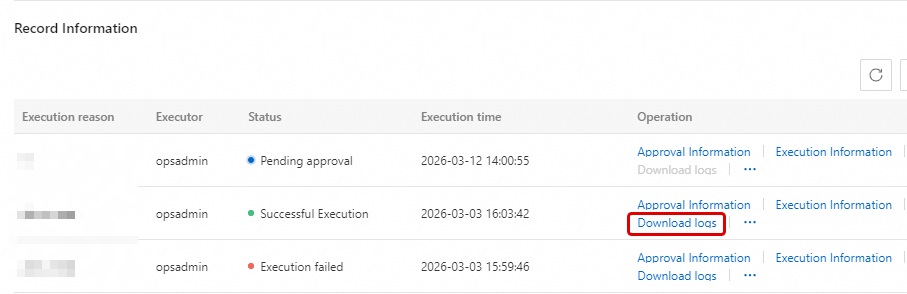 Record Information
Execution reason Executor Status Execution time Operation
opsadmin Pending approval 2026-03-12 14:00:55 Approval Information Execution Information
Download logs ...
opsadmin Successful Execution 2026-03-03 16:03:42 Approval Information Execution Information
Download logs ...
opsadmin Execution failed 2026-03-03 15:59:46 Approval Information Execution Information
Download logs ...